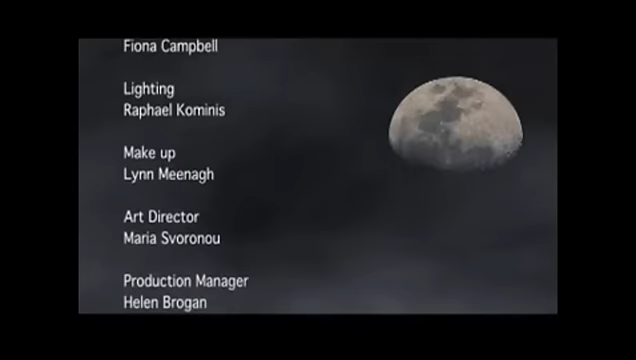 Fiona Campbell
Lighting
Raphael Kominis
Make up
Lynn Meenagh
Art Director
Maria Svoronou
Production Manager
Helen Brogan